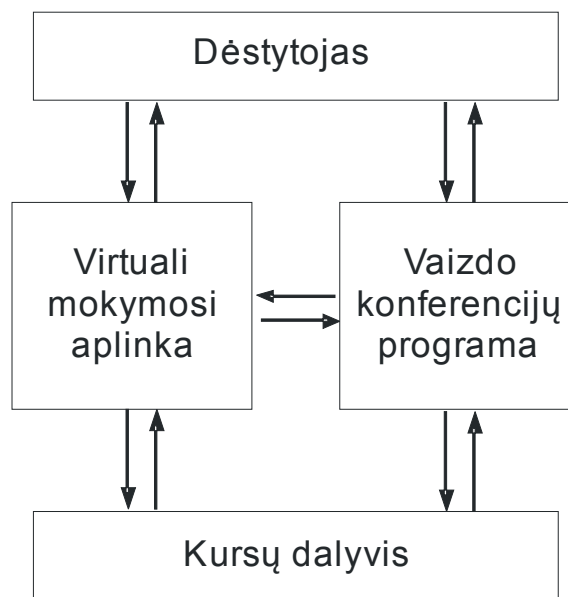 Dėstytojas
Virtuali
mokymosi
aplinka
Vaizdo
konferencijų
programa
Kursų dalyvis